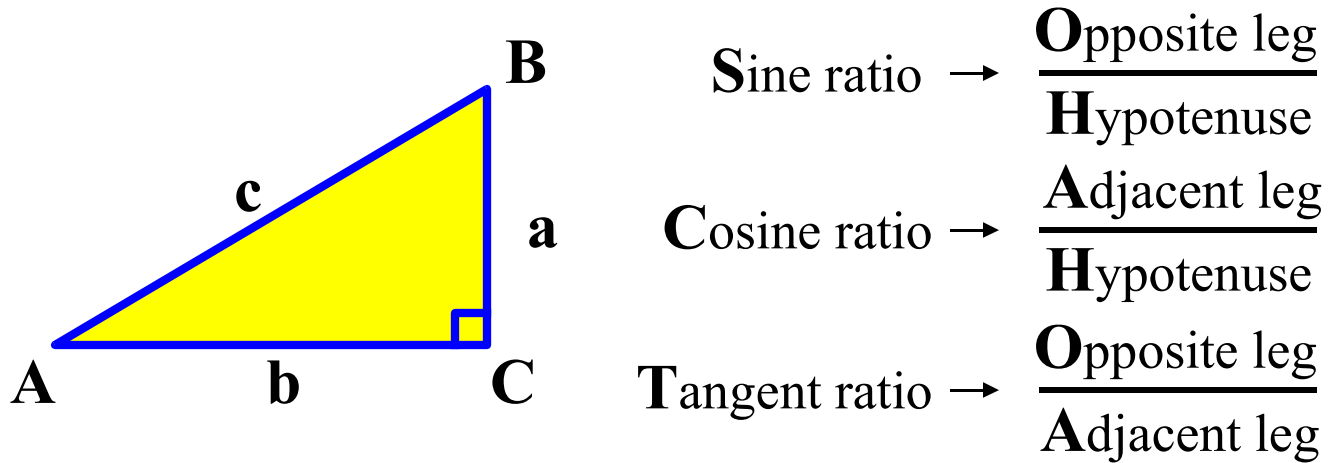 B
c
a
A
b
C
Sine ratio → Opposite leg
Hypotenuse
Cosine ratio → Adjacent leg
Hypotenuse
Tangent ratio → Opposite leg
Adjacent leg